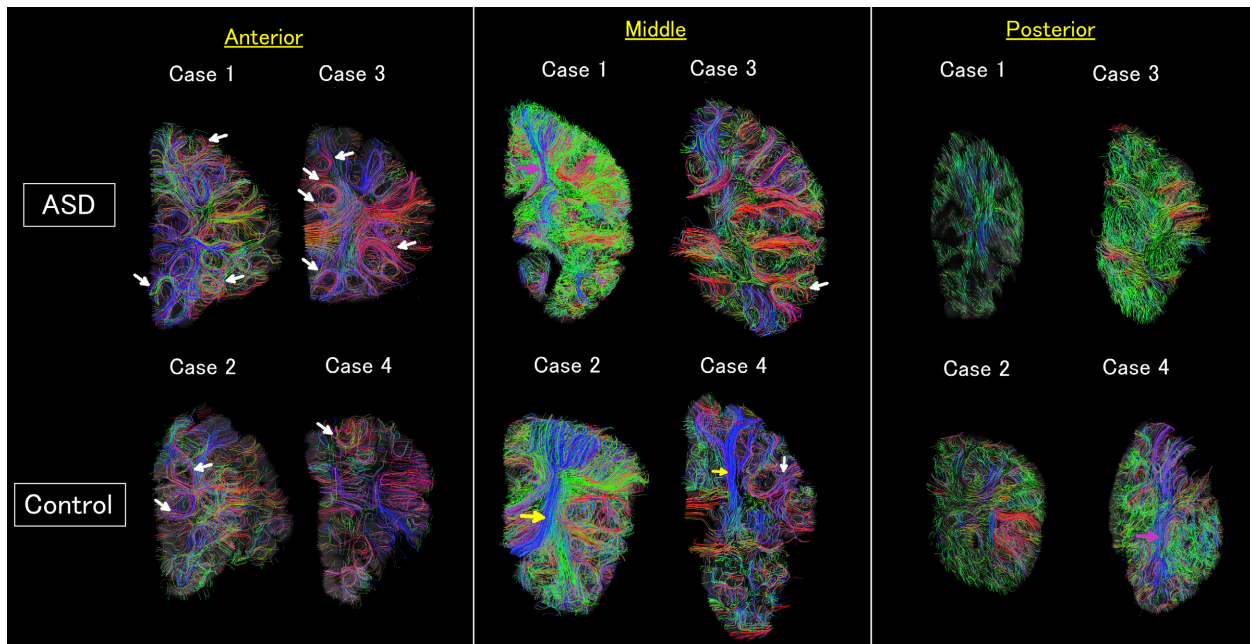 Anterior
Middle
Posterior
Case 1
Case 3
Case 1
Case 3
Case 1
Case 3
ASD
Case 2
Case 4
Case 2
Case 4
Case 2
Case 4
Control